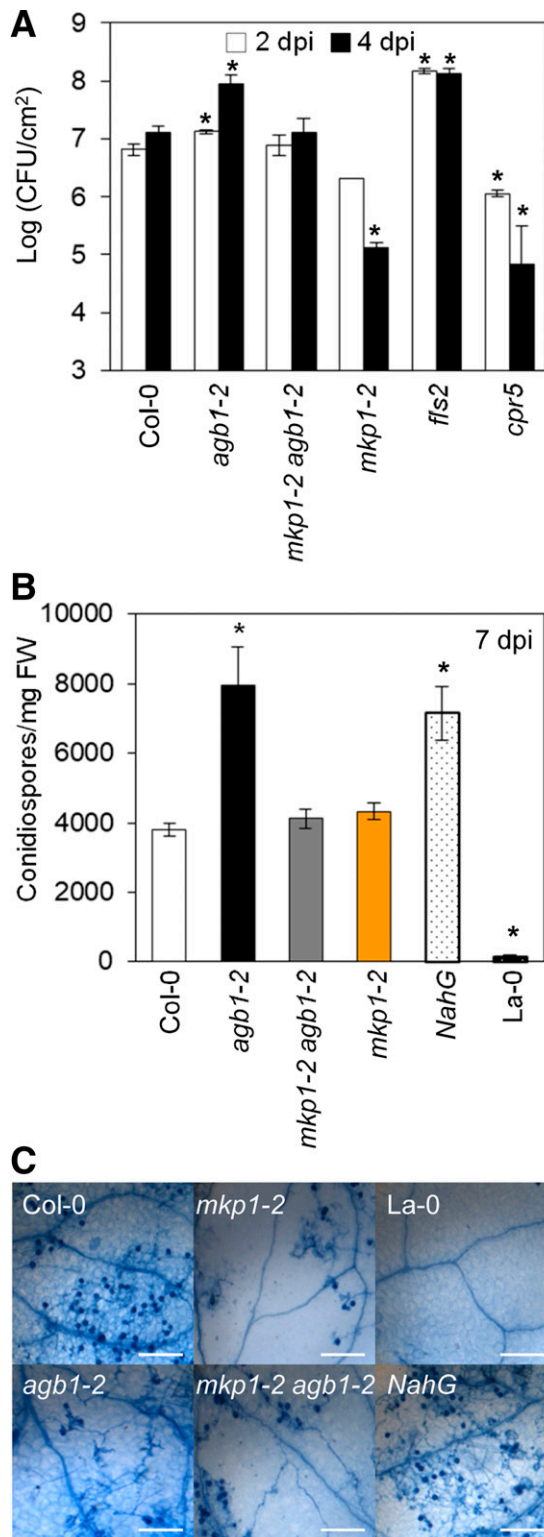 A
9
8
7
6
5
4
3
Log (CFU/cm²)
2 dpi 4 dpi
* * * * * * *
Col-0
agb1-2
mkp1-2 agb1-2
mkp1-2
fls2
cpr5
B
10000
8000
6000
4000
2000
0
Conidiospores/mg FW
7 dpi
* * *
Col-0
agb1-2
mkp1-2 agb1-2
mkp1-2
NahG
La-0
C
Col-0 mkp1-2 La-0
agb1-2 mkp1-2 agb1-2 NahG